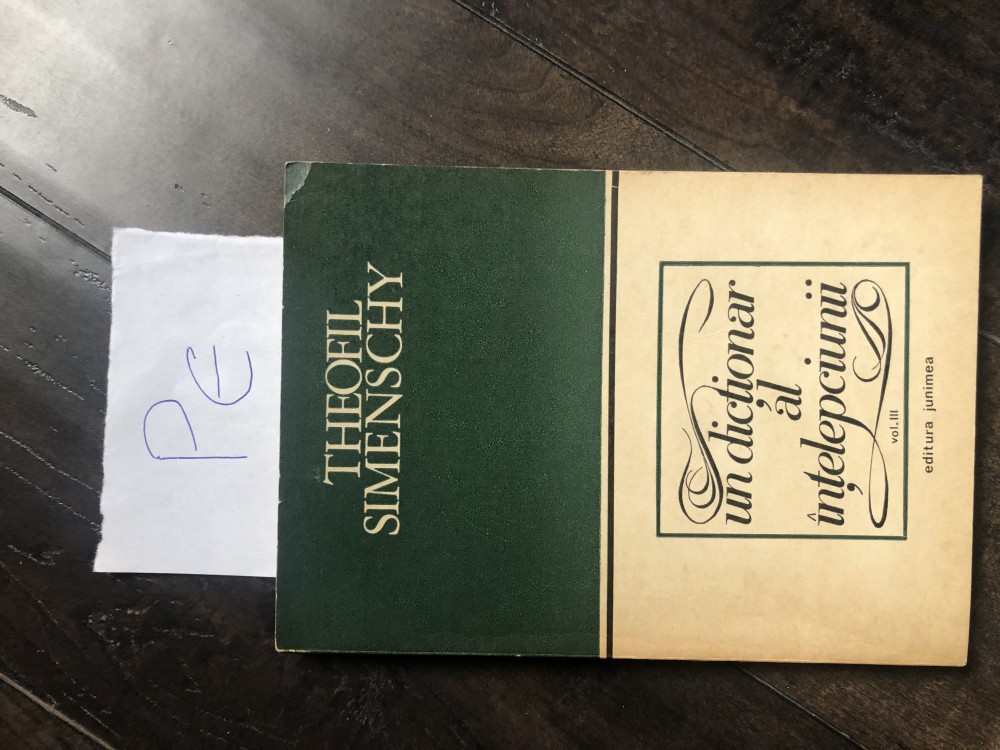 PE
THEOFIL
SIMENSCHY
un dicționar
al
înțelepciunii
vol.III
editura junimea